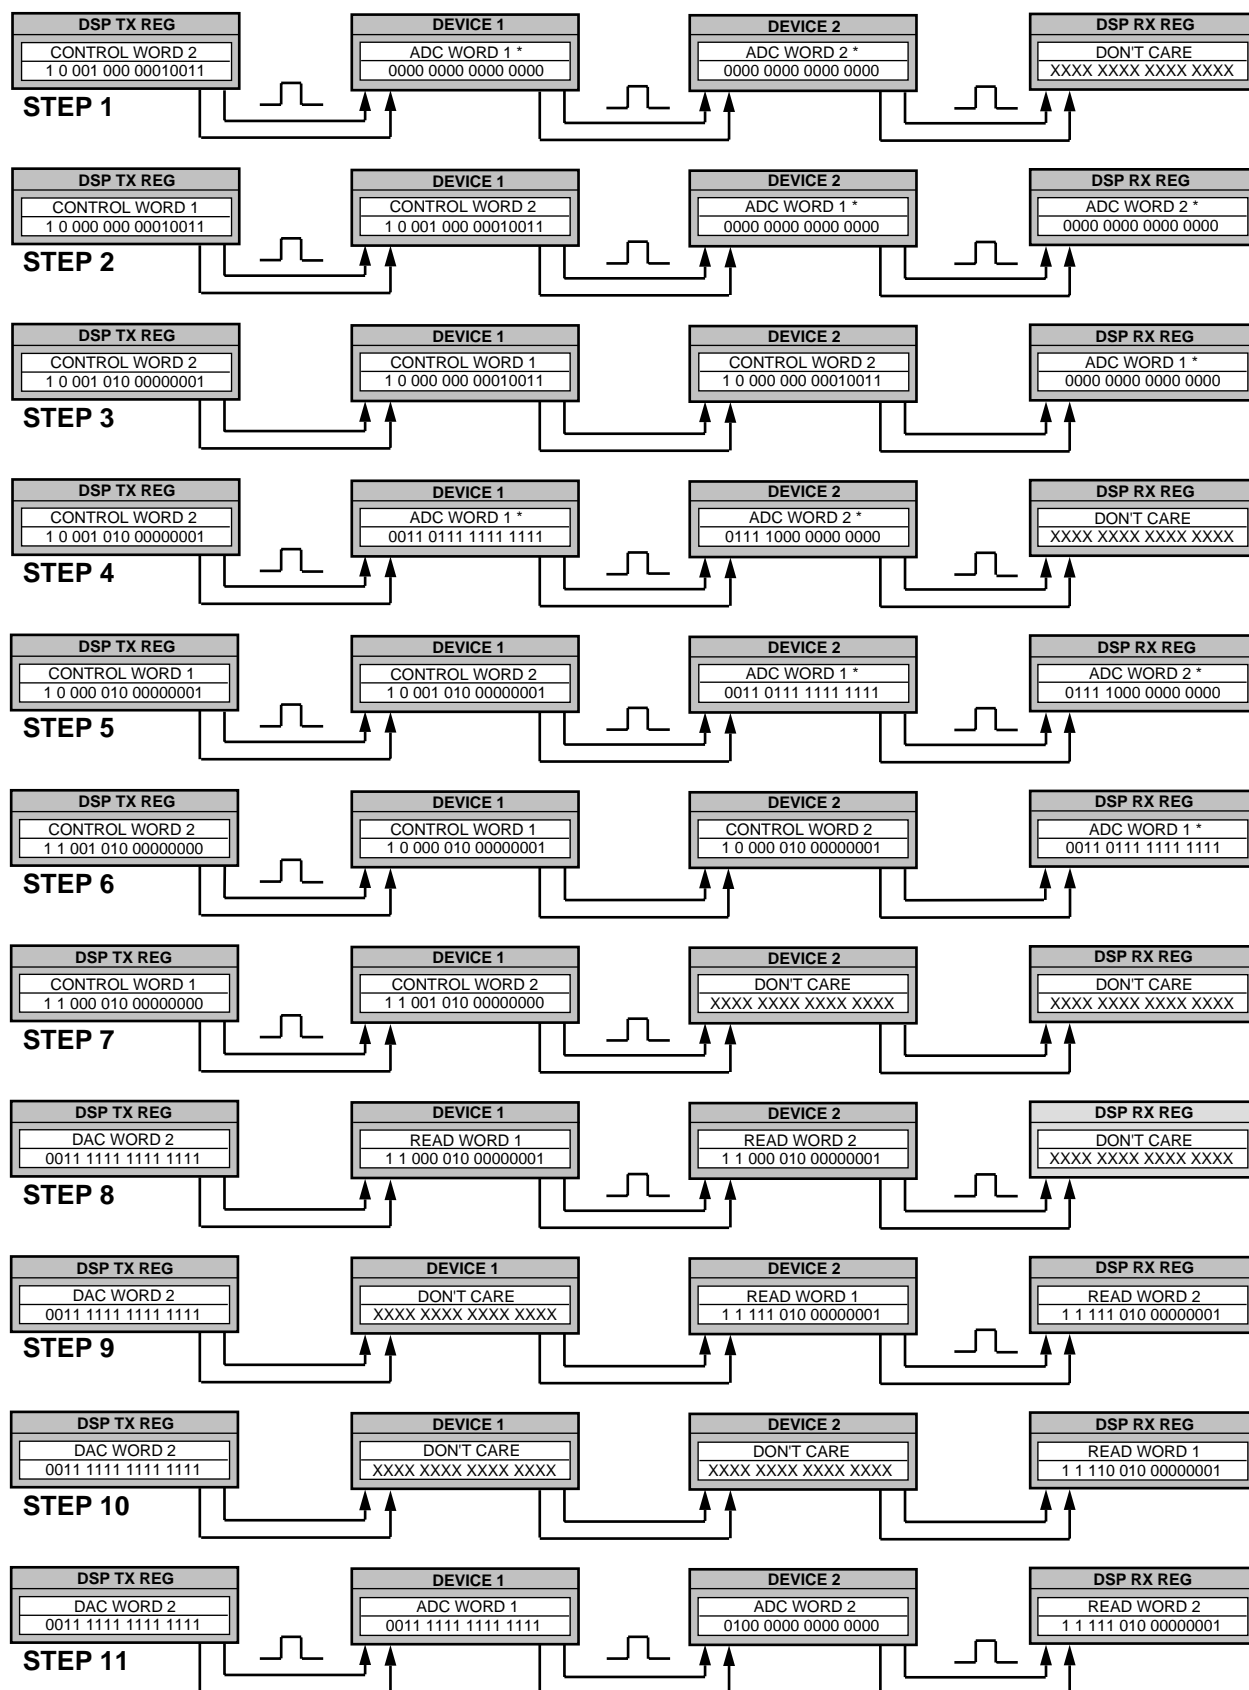 DSP TX REG
CONTROL WORD 2
1 0 001 000 00010011
DEVICE 1
ADC WORD 1 *
0000 0000 0000 0000
DEVICE 2
ADC WORD 2 *
0000 0000 0000 0000
DSP RX REG
DON'T CARE
XXXX XXXX XXXX XXXX
STEP 1
DSP TX REG
CONTROL WORD 1
1 0 000 000 00010011
DEVICE 1
CONTROL WORD 2
1 0 001 000 00010011
DEVICE 2
ADC WORD 1 *
0000 0000 0000 0000
DSP RX REG
ADC WORD 2 *
0000 0000 0000 0000
STEP 2
DSP TX REG
CONTROL WORD 2
1 0 001 010 00000001
DEVICE 1
CONTROL WORD 1
1 0 000 000 00010011
DEVICE 2
CONTROL WORD 2
1 0 000 000 00010011
DSP RX REG
ADC WORD 1 *
0000 0000 0000 0000
STEP 3
DSP TX REG
CONTROL WORD 2
1 0 001 010 00000001
DEVICE 1
ADC WORD 1 *
0011 0111 1111 1111
DEVICE 2
ADC WORD 2 *
0111 1000 0000 0000
DSP RX REG
DON'T CARE
XXXX XXXX XXXX XXXX
STEP 4
DSP TX REG
CONTROL WORD 1
1 0 000 010 00000001
DEVICE 1
CONTROL WORD 2
1 0 001 010 00000001
DEVICE 2
ADC WORD 1 *
0011 0111 1111 1111
DSP RX REG
ADC WORD 2 *
0111 1000 0000 0000
STEP 5
DSP TX REG
CONTROL WORD 2
1 1 001 010 00000000
DEVICE 1
CONTROL WORD 1
1 0 000 010 00000001
DEVICE 2
CONTROL WORD 2
1 0 000 010 00000001
DSP RX REG
ADC WORD 1 *
0011 0111 1111 1111
STEP 6
DSP TX REG
CONTROL WORD 1
1 1 000 010 00000000
DEVICE 1
CONTROL WORD 2
1 1 001 010 00000000
DEVICE 2
DON'T CARE
XXXX XXXX XXXX XXXX
DSP RX REG
DON'T CARE
XXXX XXXX XXXX XXXX
STEP 7
DSP TX REG
DAC WORD 2
0011 1111 1111 1111
DEVICE 1
READ WORD 1
1 1 000 010 00000001
DEVICE 2
READ WORD 2
1 1 000 010 00000001
DSP RX REG
DON'T CARE
XXXX XXXX XXXX XXXX
STEP 8
DSP TX REG
DAC WORD 2
0011 1111 1111 1111
DEVICE 1
DON'T CARE
XXXX XXXX XXXX XXXX
DEVICE 2
READ WORD 1
1 1 111 010 00000001
DSP RX REG
READ WORD 2
1 1 111 010 00000001
STEP 9
DSP TX REG
DAC WORD 2
0011 1111 1111 1111
DEVICE 1
DON'T CARE
XXXX XXXX XXXX XXXX
DEVICE 2
DON'T CARE
XXXX XXXX XXXX XXXX
DSP RX REG
READ WORD 1
1 1 110 010 00000001
STEP 10
DSP TX REG
DAC WORD 2
0011 1111 1111 1111
DEVICE 1
ADC WORD 1
0011 1111 1111 1111
DEVICE 2
ADC WORD 2
0100 0000 0000 0000
DSP RX REG
READ WORD 2
1 1 111 010 00000001
STEP 11